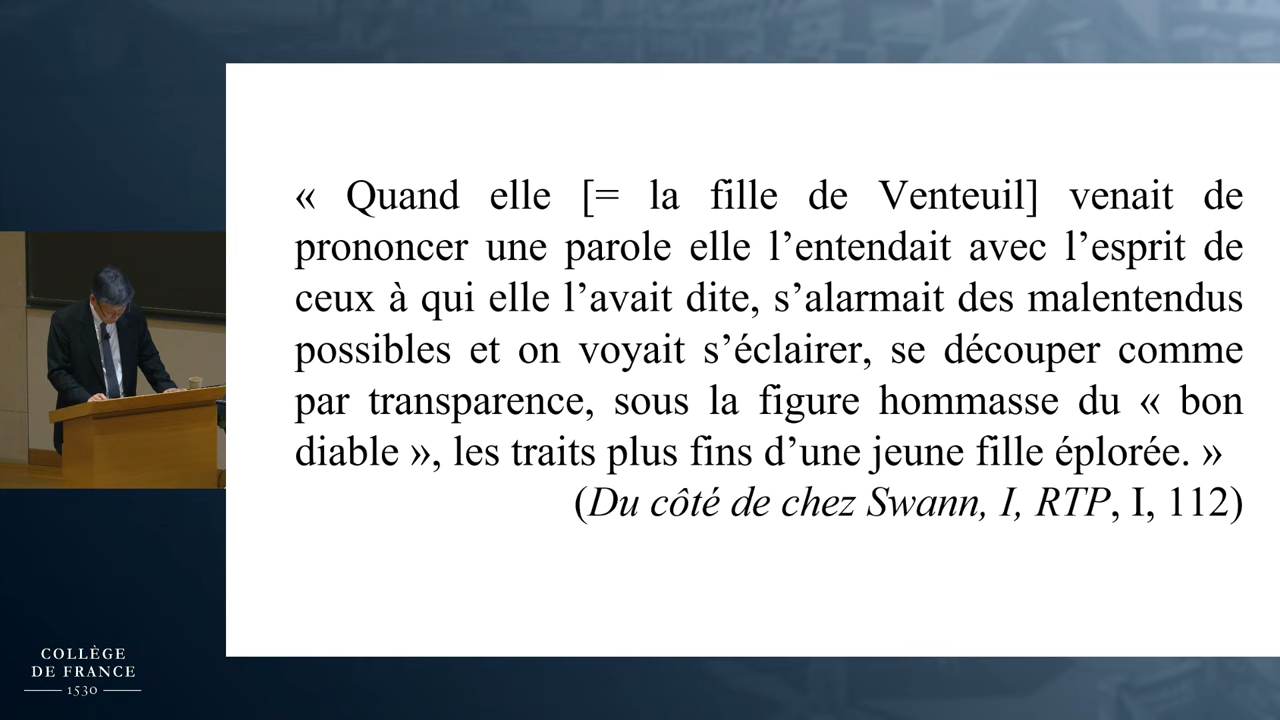 « Quand elle [= la fille de Venteuil] venait de
prononcer une parole elle l’entendait avec l’esprit de
ceux à qui elle l’avait dite, s’alarmait des malentendus
possibles et on voyait s’éclairer, se découper comme
par transparence, sous la figure hommasse du « bon
diable », les traits plus fins d’une jeune fille éplorée. »
(Du côté de chez Swann, I, RTP, I, 112)
COLLÈGE
DE FRANCE
1530